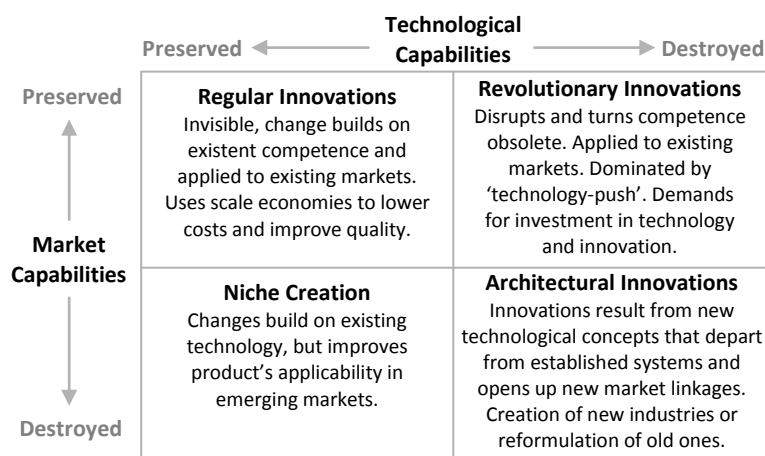 Technological
Capabilities
Preserved
Destroyed
Preserved
Market
Capabilities
Destroyed
Regular Innovations
Invisible, change builds on
existent competence and
applied to existing markets.
Uses scale economies to lower
costs and improve quality.
Revolutionary Innovations
Disrupts and turns competence
obsolete. Applied to existing
markets. Dominated by
‘technology-push’. Demands
for investment in technology
and innovation.
Niche Creation
Changes build on existing
technology, but improves
product’s applicability in
emerging markets.
Architectural Innovations
Innovations result from new
technological concepts that depart
from established systems and
opens up new market linkages.
Creation of new industries or
reformulation of old ones.